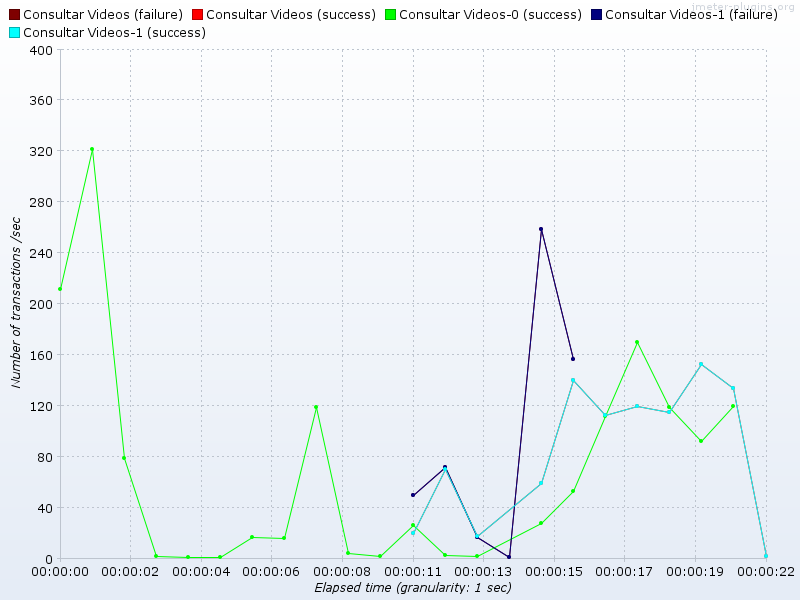 jmeter-plugins.org
Consultar Videos (failure) Consultar Videos (success) Consultar Videos-0 (success) Consultar Videos-1 (failure)
Consultar Videos-1 (success)
400
360
320
280
240
200
160
120
80
40
0
Number of transactions /sec
00:00:00 00:00:02 00:00:04 00:00:06 00:00:08 00:00:11 00:00:13 00:00:15 00:00:17 00:00:19 00:00:22
Elapsed time (granularity: 1 sec)